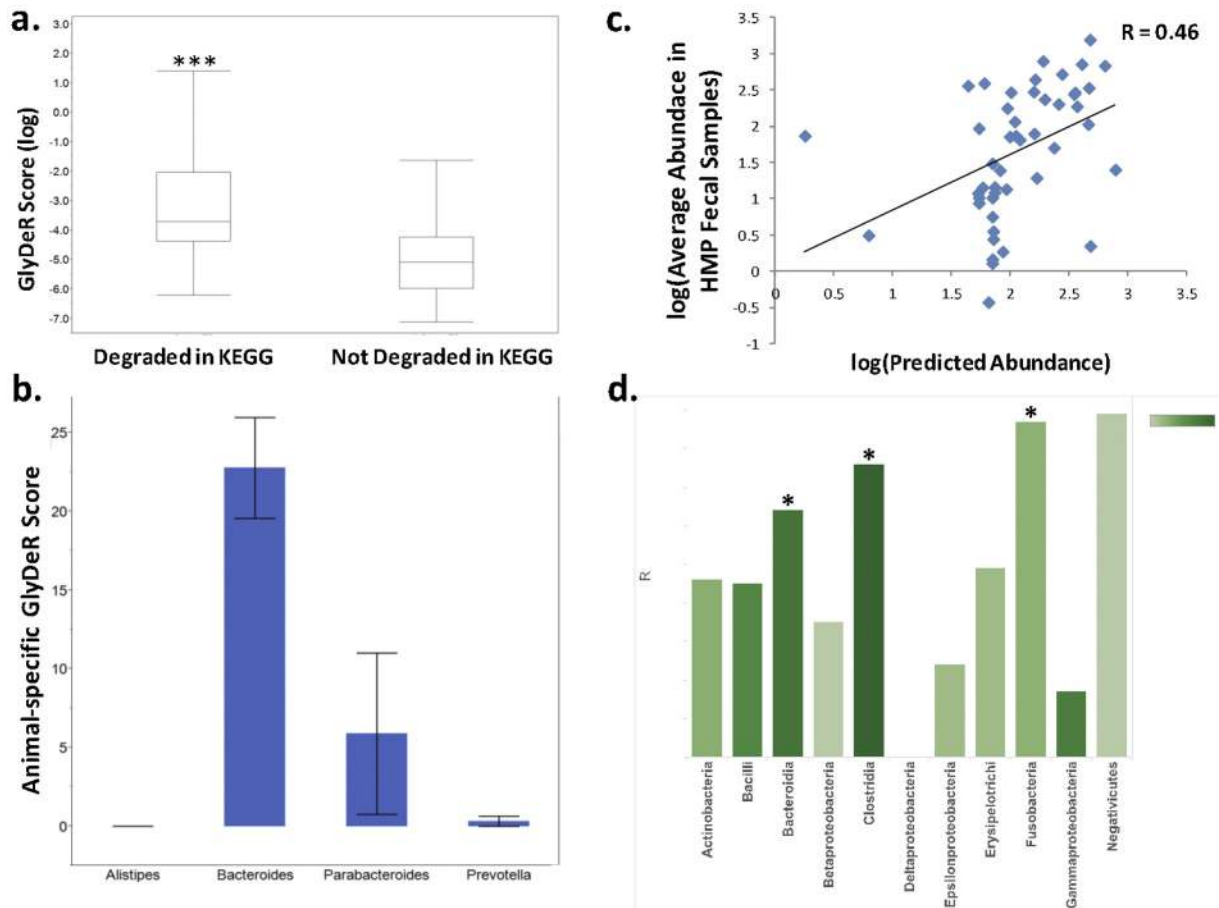 a.
3.0
2.0
1.0
0.0
-1.0
-2.0
-3.0
-4.0
-5.0
-6.0
-7.0
GlyDeR Score (log)
***
Degraded in KEGG
Not Degraded in KEGG
b.
25
20
15
10
5
0
Animal-specific GlyDeR Score
Alistipes
Bacteroides
Parabacteroides
Prevotella
c.
R = 0.46
3.5
3
2.5
2
1.5
1
0.5
0
-0.5
-1
log(Average Abundace in
HMP Fecal Samples)
0
0.5
1
1.5
2
2.5
3
3.5
log(Predicted Abundance)
d.
R
*
*
*
Actinobacteria
Bacilli
Bacteroidia
Betaproteobacteria
Clostridia
Deltaproteobacteria
Epsilonproteobacteria
Erysipelotrichi
Fusobacteria
Gammaproteobacteria
Negativicutes